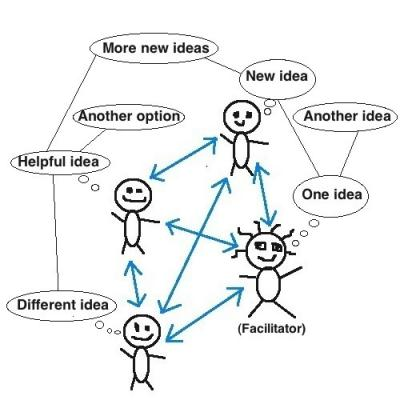 More new ideas
New idea
Another option
Another idea
Helpful idea
One idea
Different idea
(Facilitator)